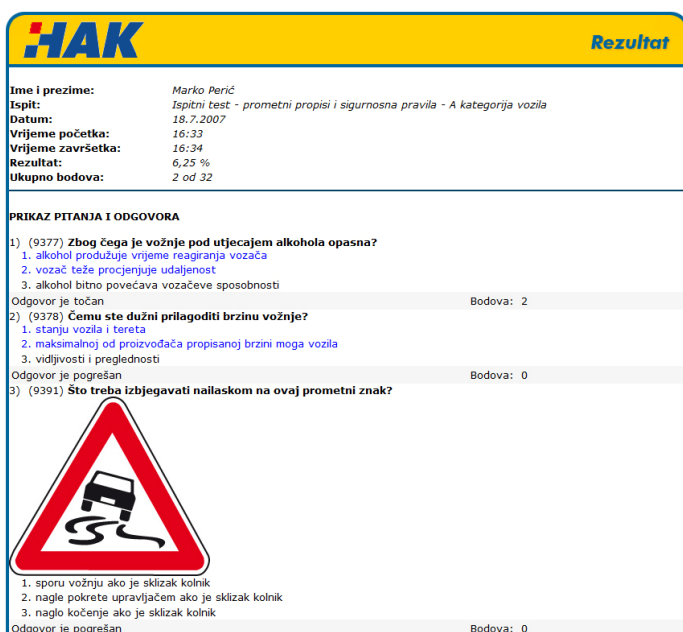 HAK
Rezultat
Ime i prezime: Marko Perić
Ispit: Ispitni test - prometni propisi i sigurnosna pravila - A kategorija vozila
Datum: 18.7.2007
Vrijeme početka: 16:33
Vrijeme završetka: 16:34
Rezultat: 6,25 %
Ukupno bodova: 2 od 32
PRIKAZ PITANJA I ODGOVORA
1) (9377) Zbog čega je vožnje pod utjecajem alkohola opasna?
1. alkohol produžuje vrijeme reagiranja vozača
2. vozač teže procjenjuje udaljenost
3. alkohol bitno povećava vozačeve sposobnosti
Odgovor je točan Bodova: 2
2) (9378) Čemu ste dužni prilagoditi brzinu vožnje?
1. stanju vozila i tereta
2. maksimalnoj od proizvođača propisanoj brzini moga vozila
3. vidljivosti i preglednosti
Odgovor je pogrešan Bodova: 0
3) (9391) Što treba izbjegavati nailaskom na ovaj prometni znak?
1. sporu vožnju ako je sklizak kolnik
2. nagle pokrete upravljačem ako je sklizak kolnik
3. naglo kočenje ako je sklizak kolnik
Odgovor je pogrešan Bodova: 0